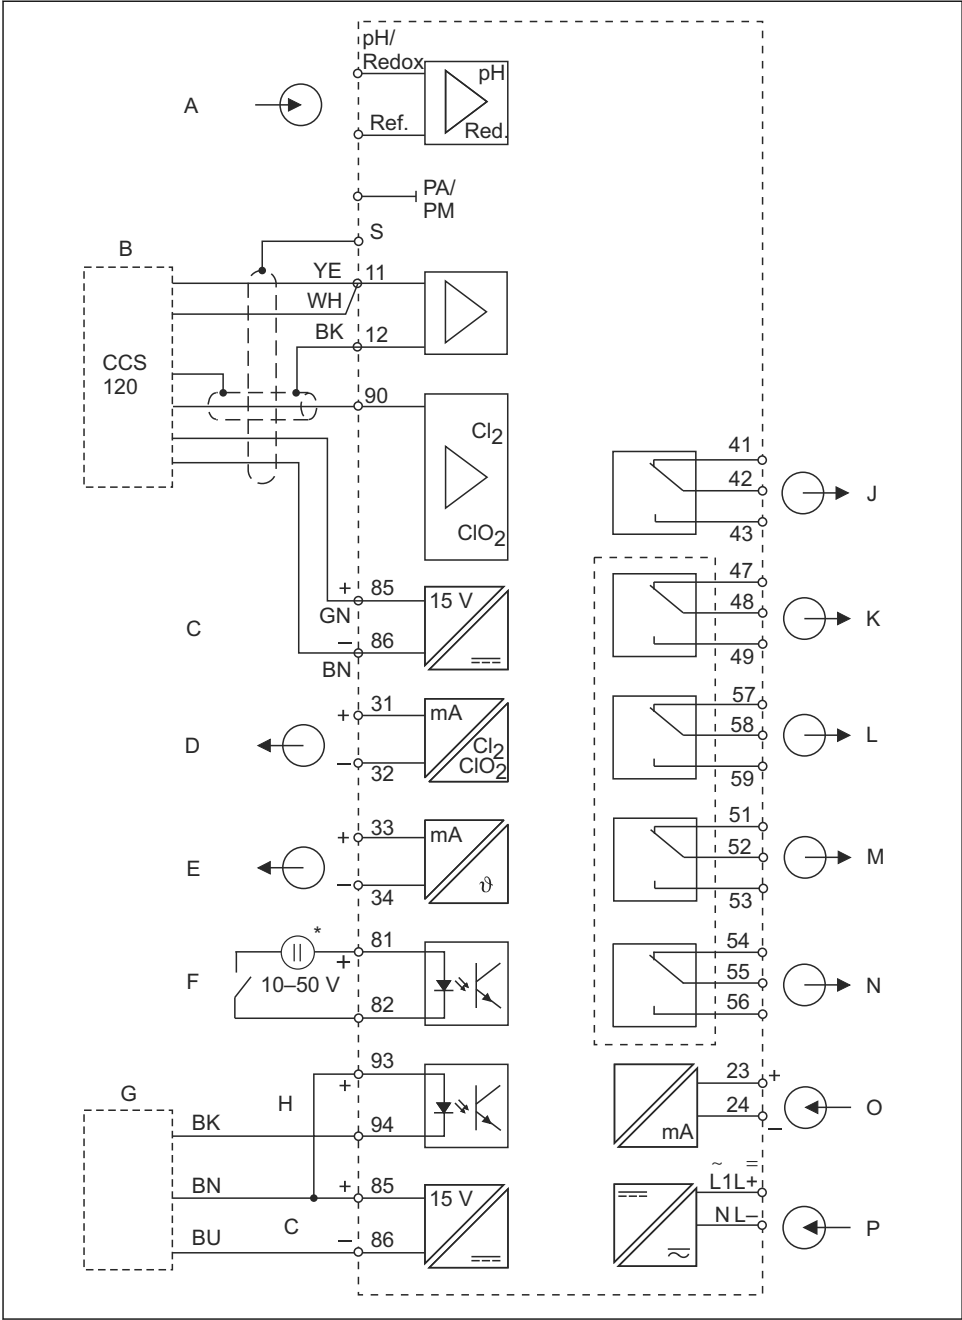 pH/
Redox
pH
A
Ref.
Red.
PA/
PM
S
B
YE
11
WH
BK
12
CCS
120
90
Cl2
ClO2
41
42
J
43
47
48
K
49
+
85
15 V
GN
C
–
86
BN
57
58
L
59
31
+
mA
D
Cl2
ClO2
–
32
51
52
M
53
33
+
mA
E
ϑ
–
34
*
81
+
F
10–50 V
82
54
55
N
56
93
+
G
H
BK
94
23
+
24
O
–
mA
BN
+
85
15 V
C
BU
–
86
~ =
L1 L+
N L–
P